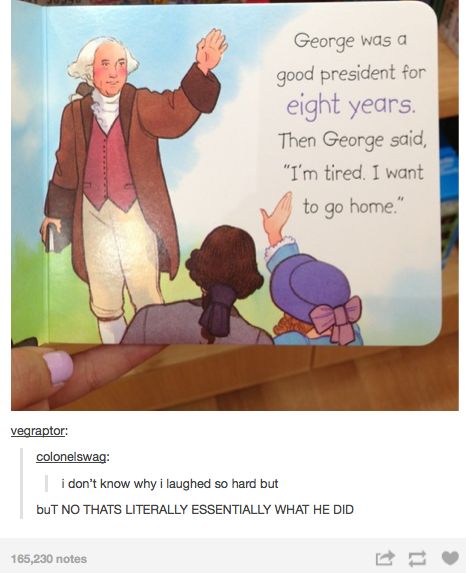 George was a
good president for
eight years.
Then George said,
"I'm tired. I want
to go home."
vegraptor:
colonelswag:
i don't know why i laughed so hard but
buT NO THATS LITERALLY ESSENTIALLY WHAT HE DID
165,230 notes